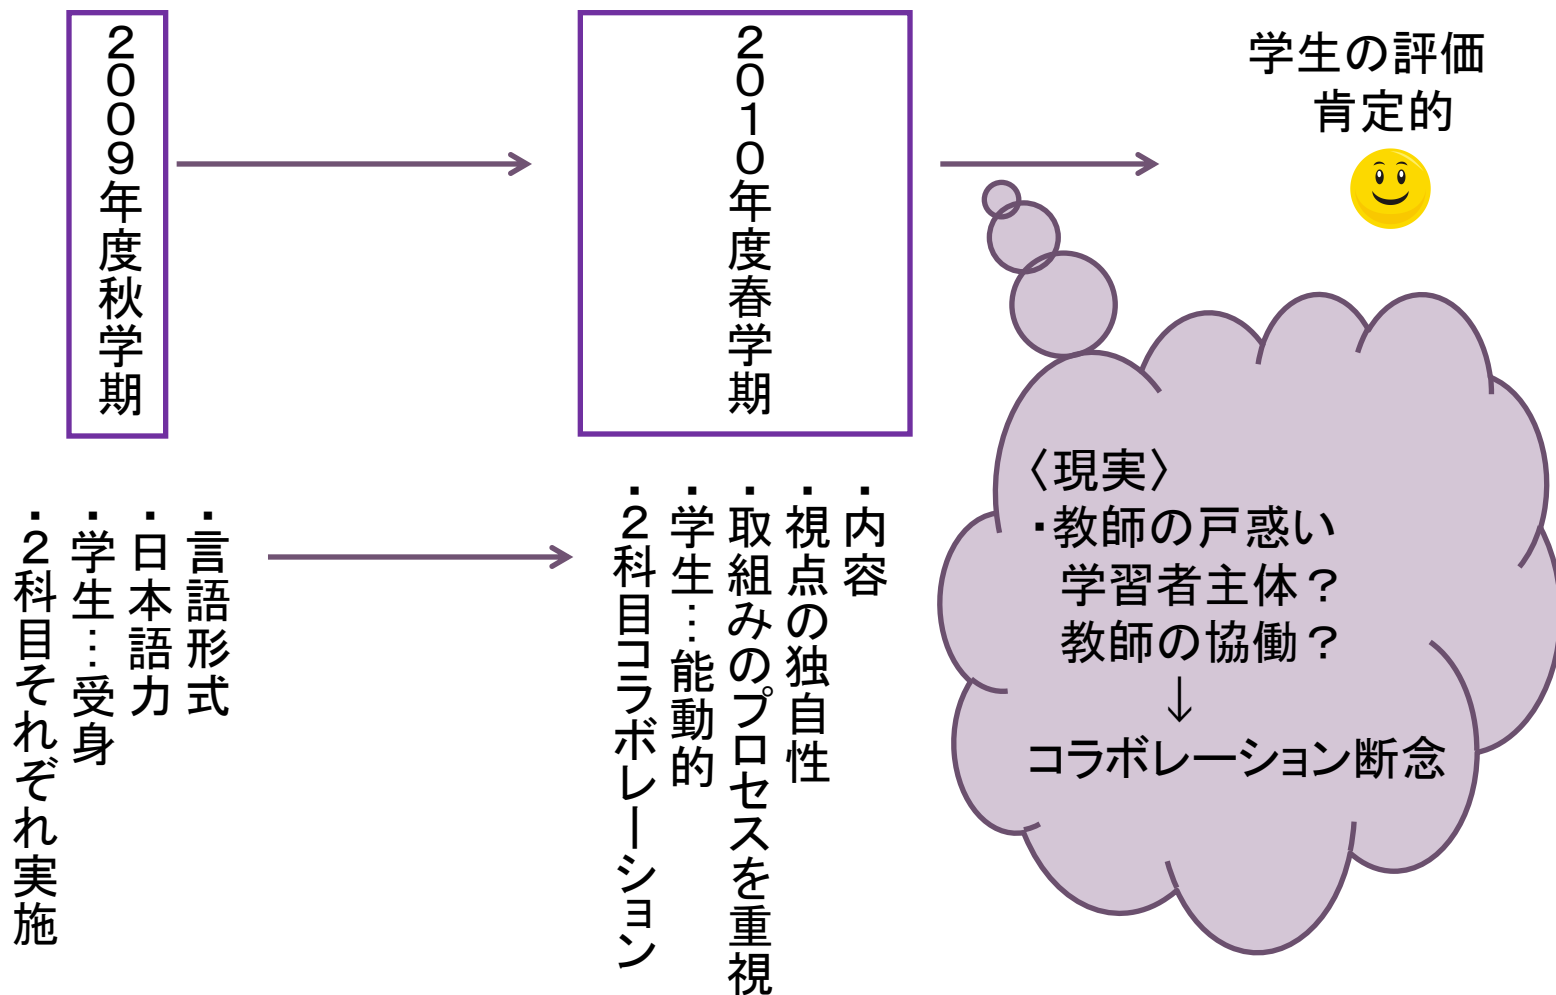 ２００９年度秋学期
・言語形式
・日本語力
・学生…受身
・２科目それぞれ実施
２０１０年度春学期
・内容
・視点の独自性
・取組みのプロセスを重視
・学生…能動的
・２科目コラボレーション
学生の評価
肯定的
〈現実〉
・教師の戸惑い
学習者主体？
教師の協働？
↓
コラボレーション断念